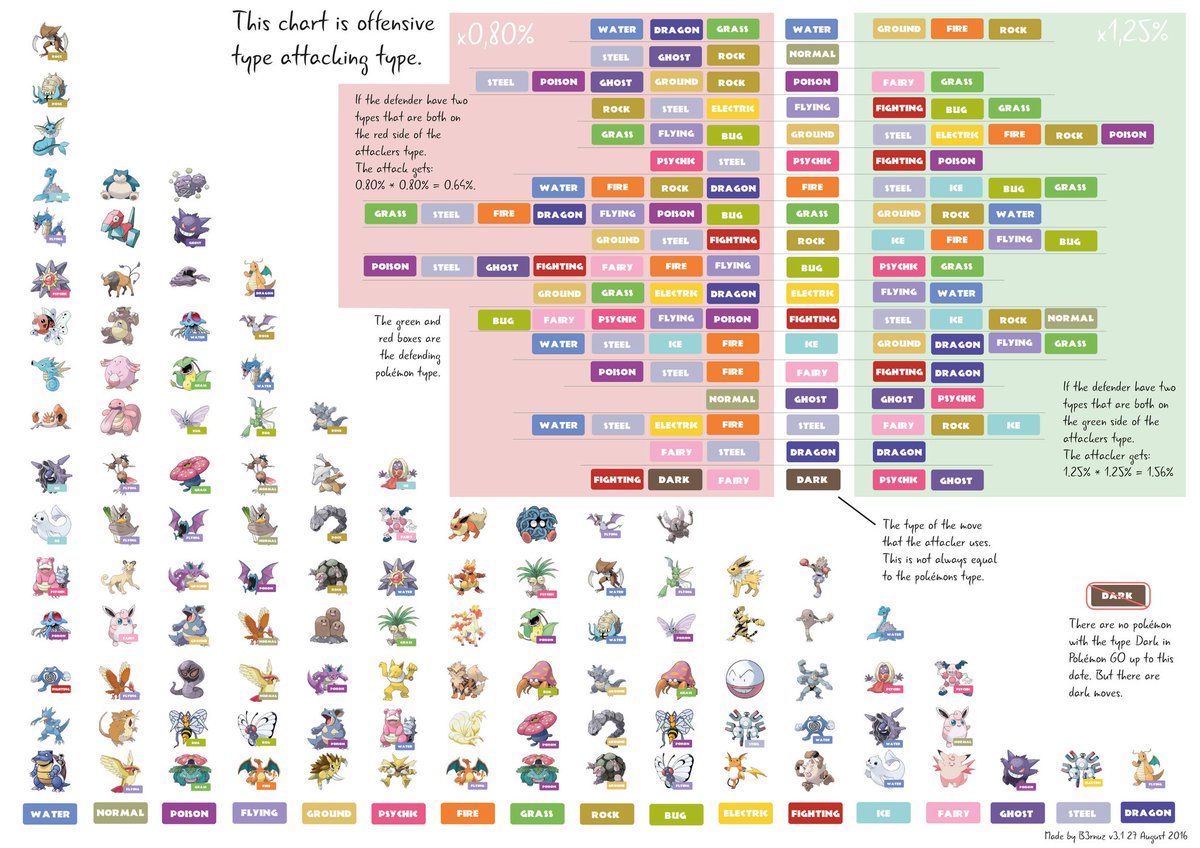 This chart is offensive
type attacking type.
x0,80%
x1,25%
WATER DRAGON GRASS WATER GROUND FIRE ROCK
STEEL GHOST ROCK NORMAL
STEEL POISON GHOST GROUND ROCK POISON FAIRY GRASS
ROCK STEEL ELECTRIC FLYING FIGHTING BUG GRASS
GRASS FLYING BUG GROUND STEEL ELECTRIC FIRE ROCK POISON
PSYCHIC STEEL PSYCHIC FIGHTING POISON
WATER FIRE ROCK DRAGON FIRE STEEL ICE BUG GRASS
GRASS STEEL FIRE DRAGON FLYING POISON BUG GRASS GROUND ROCK WATER
GROUND STEEL FIGHTING ROCK ICE FIRE FLYING BUG
POISON STEEL GHOST FIGHTING FAIRY FIRE FLYING BUG PSYCHIC GRASS
GROUND GRASS ELECTRIC DRAGON ELECTRIC FLYING WATER
BUG FAIRY PSYCHIC FLYING POISON FIGHTING STEEL ICE ROCK NORMAL
WATER STEEL ICE FIRE ICE GROUND DRAGON FLYING GRASS
POISON STEEL FIRE FAIRY FIGHTING DRAGON
NORMAL GHOST GHOST PSYCHIC
WATER STEEL ELECTRIC FIRE STEEL FAIRY ROCK ICE
FAIRY STEEL DRAGON DRAGON
FIGHTING DARK FAIRY DARK PSYCHIC GHOST
If the defender have two
types that are both on
the red side of the
attackers type.
The attack gets:
0.80% * 0.80% = 0.64%.
The green and
red boxes are
the defending
pokémon type.
If the defender have two
types that are both on
the green side of the
attackers type.
The attacker gets:
1.25% * 1.25% = 1.56%
The type of the move
that the attacker uses.
This is not always equal
to the pokémons type.
DARK
There are no pokémon
with the type Dark in
Pokémon GO up to this
date. But there are
dark moves.
WATER NORMAL POISON FLYING GROUND PSYCHIC FIRE GRASS ROCK BUG ELECTRIC FIGHTING ICE FAIRY GHOST STEEL DRAGON
Made by B3rnuz v3.1 27 August 2016